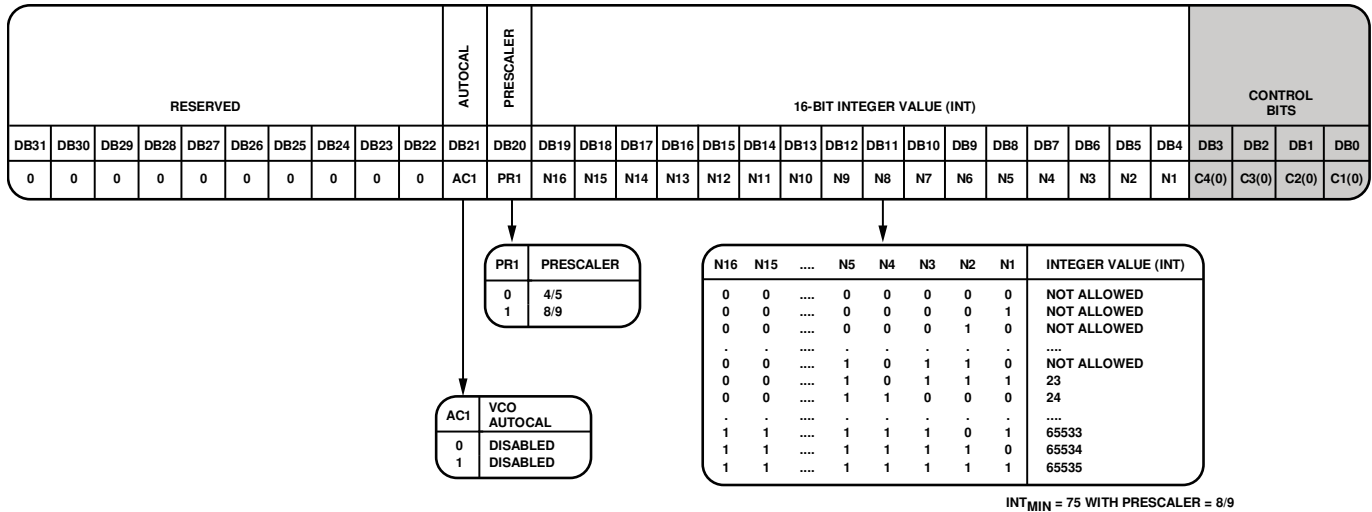 RESERVED
AUTOCAL
PRESCALER
16-BIT INTEGER VALUE (INT)
CONTROL
BITS
DB31 DB30 DB29 DB28 DB27 DB26 DB25 DB24 DB23 DB22 DB21 DB20 DB19 DB18 DB17 DB16 DB15 DB14 DB13 DB12 DB11 DB10 DB9 DB8 DB7 DB6 DB5 DB4 DB3 DB2 DB1 DB0
0 0 0 0 0 0 0 0 0 0 AC1 PR1 N16 N15 N14 N13 N12 N11 N10 N9 N8 N7 N6 N5 N4 N3 N2 N1 C4(0) C3(0) C2(0) C1(0)
PR1 PRESCALER
0 4/5
1 8/9
AC1 VCO
AUTOCAL
0 DISABLED
1 DISABLED
N16 N15 .... N5 N4 N3 N2 N1 INTEGER VALUE (INT)
0 0 .... 0 0 0 0 0 NOT ALLOWED
0 0 .... 0 0 0 0 1 NOT ALLOWED
0 0 .... 0 0 0 1 0 NOT ALLOWED
. . .... . . . . . ....
0 0 .... 1 0 1 1 0 NOT ALLOWED
0 0 .... 1 0 1 1 1 23
0 0 .... 1 1 0 0 0 24
. . .... . . . . . ....
1 1 .... 1 1 1 0 1 65533
1 1 .... 1 1 1 1 0 65534
1 1 .... 1 1 1 1 1 65535
INTMIN = 75 WITH PRESCALER = 8/9